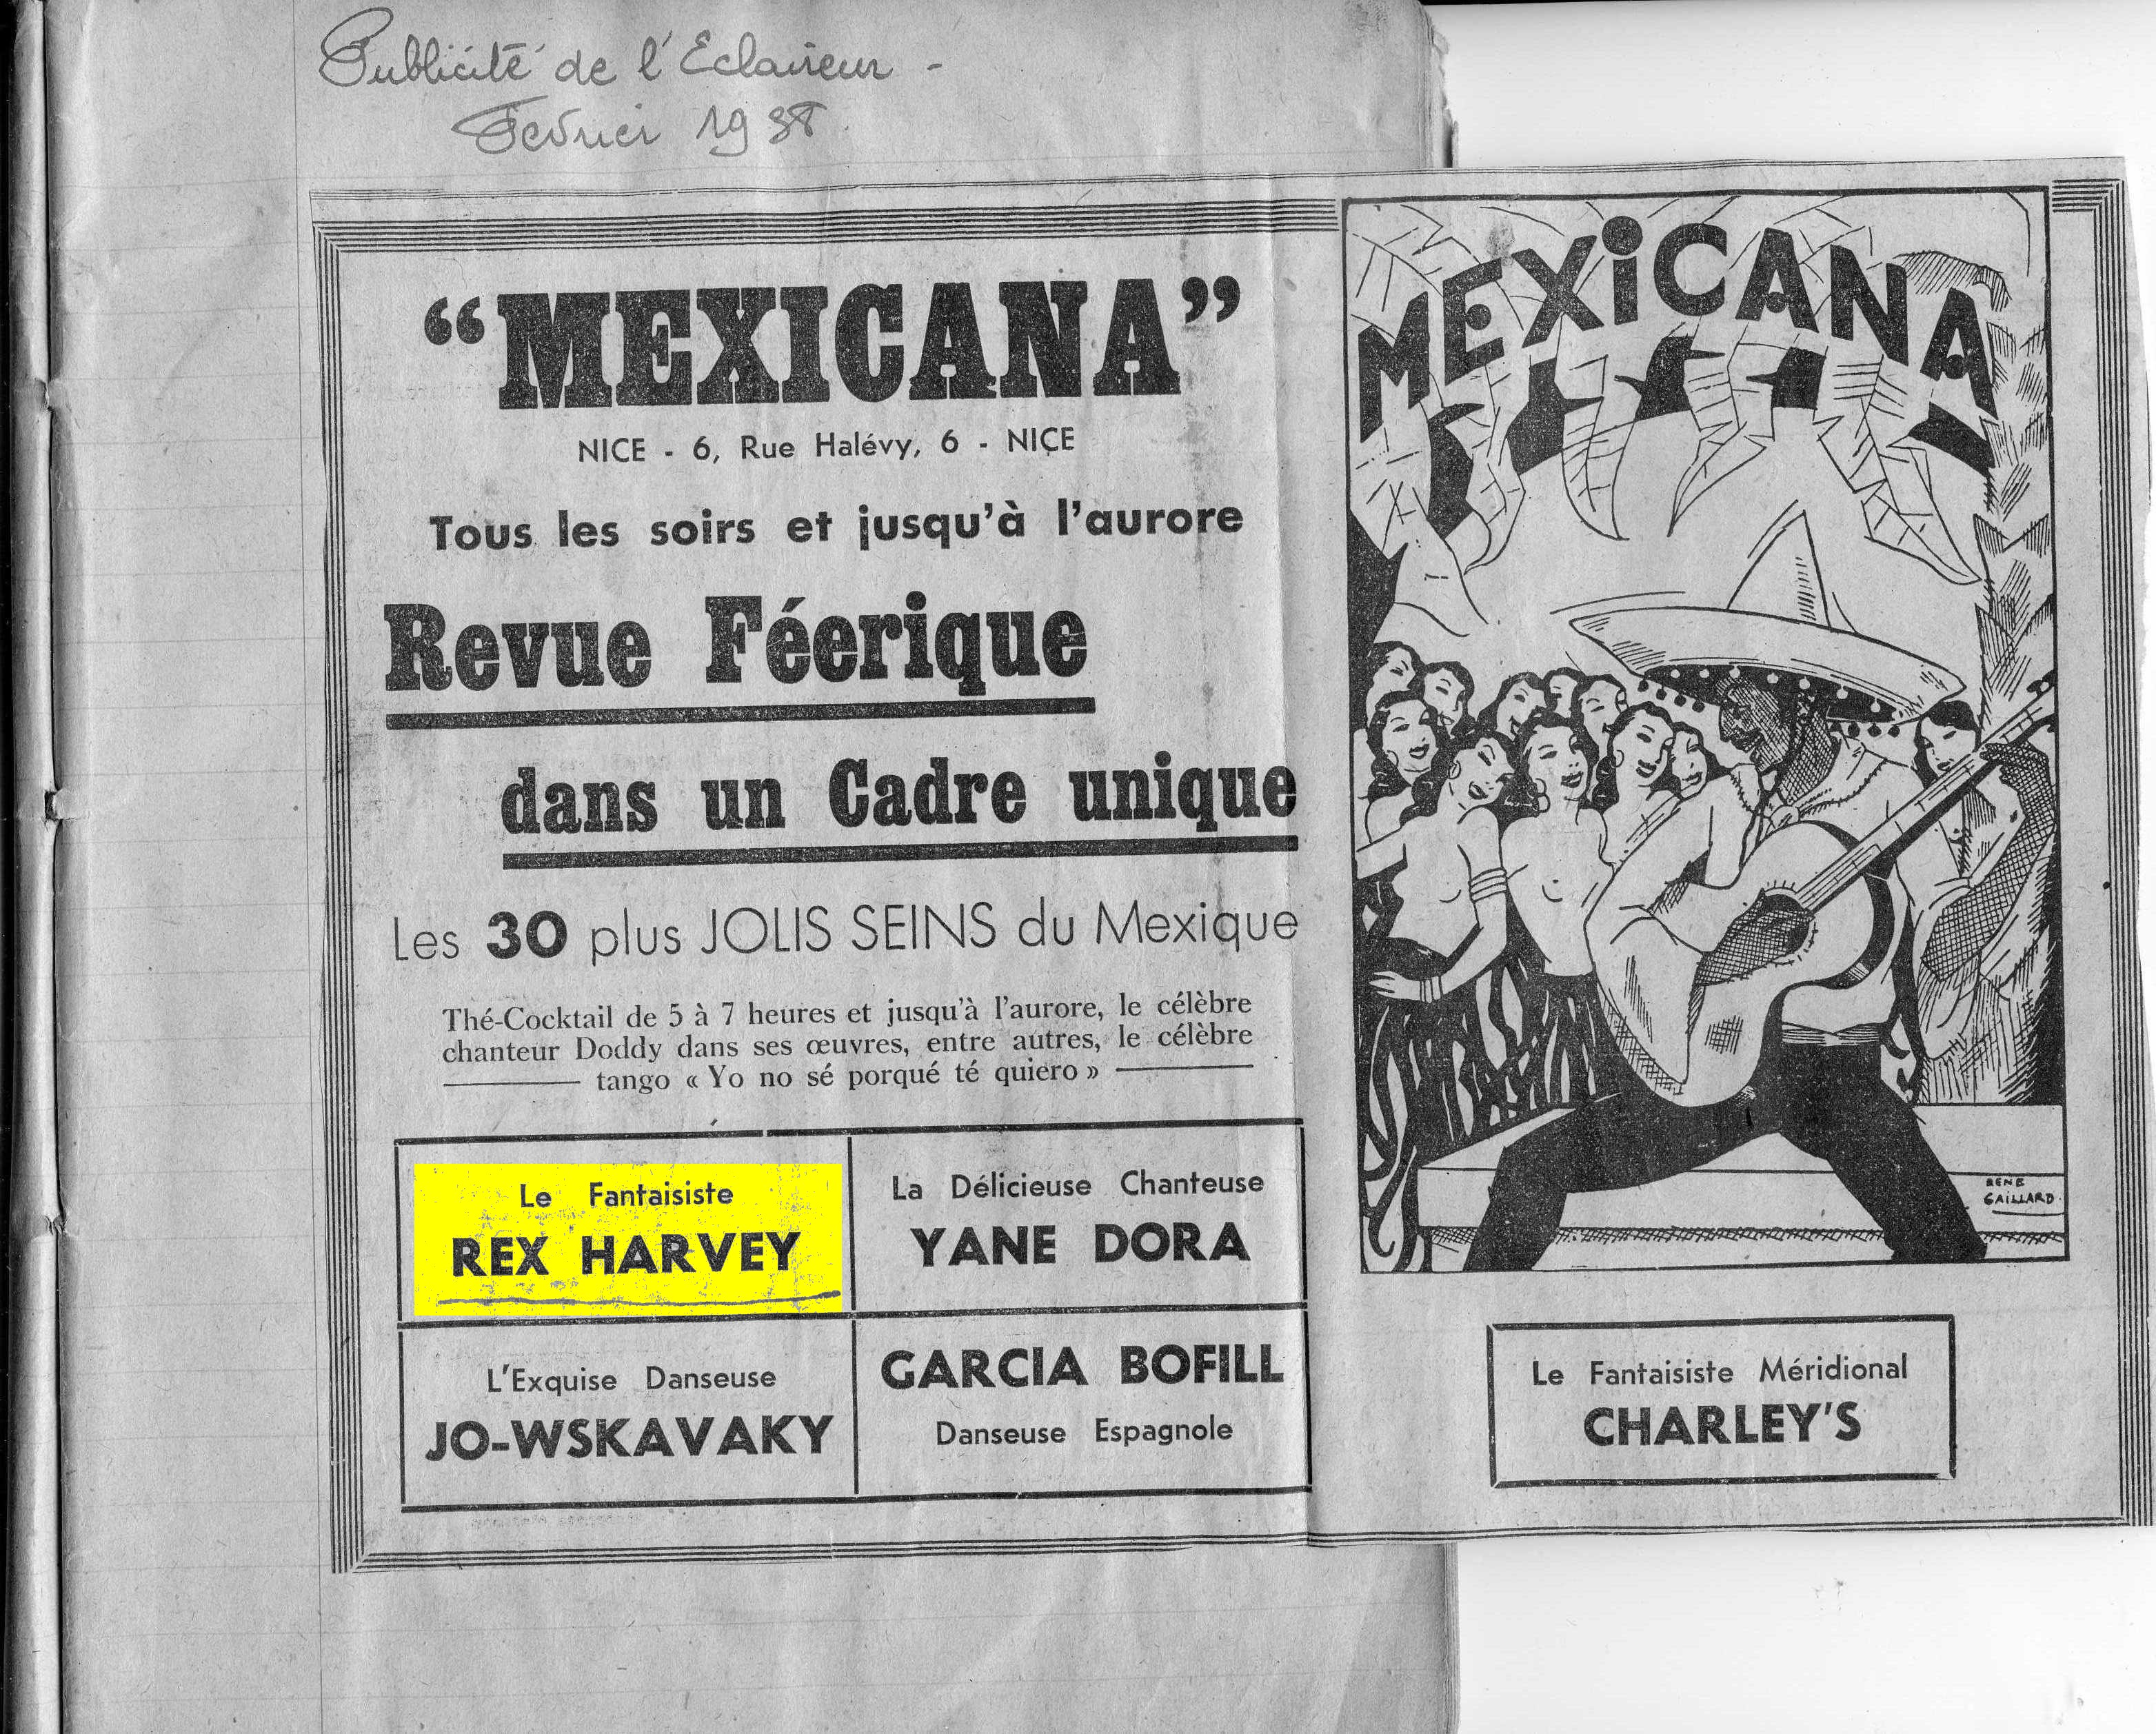 Publicité de l'Eclaireur -
Février 1938.
"MEXICANA"
NICE - 6, Rue Halévy, 6 - NICE
Tous les soirs et jusqu'à l'aurore
Revue Féerique
dans un Cadre unique
Les 30 plus JOLIS SEINS du Mexique
Thé-Cocktail de 5 à 7 heures et jusqu'à l'aurore, le célèbre
chanteur Doddy dans ses œuvres, entre autres, le célèbre
tango « Yo no sé porqué té quiero »
Le Fantaisiste
REX HARVEY
La Délicieuse Chanteuse
YANE DORA
L'Exquise Danseuse
JO-WSKAVAKY
GARCIA BOFILL
Danseuse Espagnole
MEXiCANA
RENE
GAILLARD.
Le Fantaisiste Méridional
CHARLEY'S